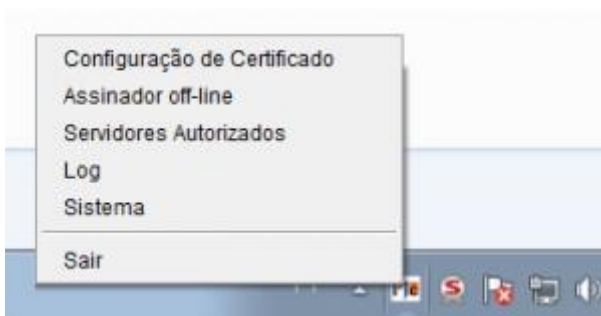 Configuração de Certificado
Assinador off-line
Servidores Autorizados
Log
Sistema
Sair